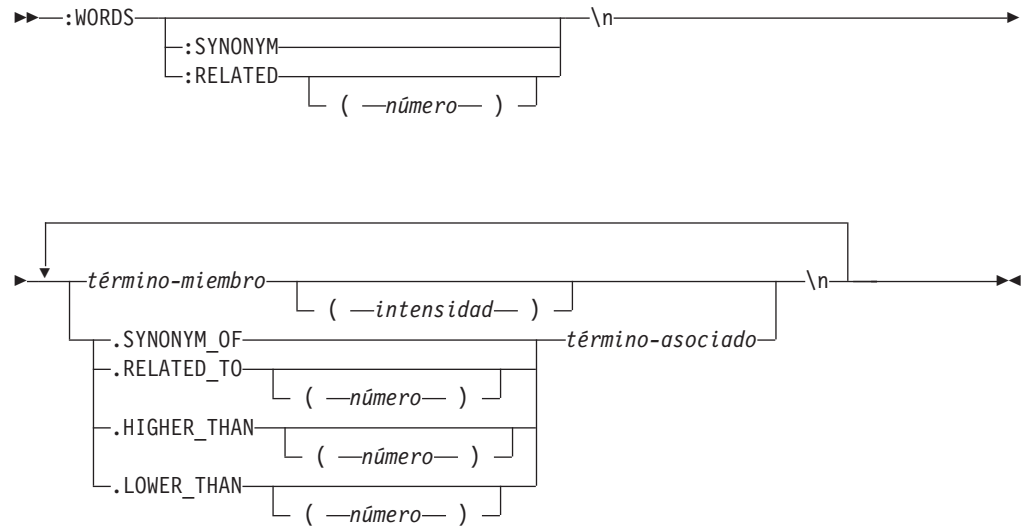 :WORDS \n
:SYNONYM
:RELATED
( número )
término-miembro \n
( intensidad )
.SYNONYM_OF término-asociado
.RELATED_TO
( número )
.HIGHER_THAN
( número )
.LOWER_THAN
( número )